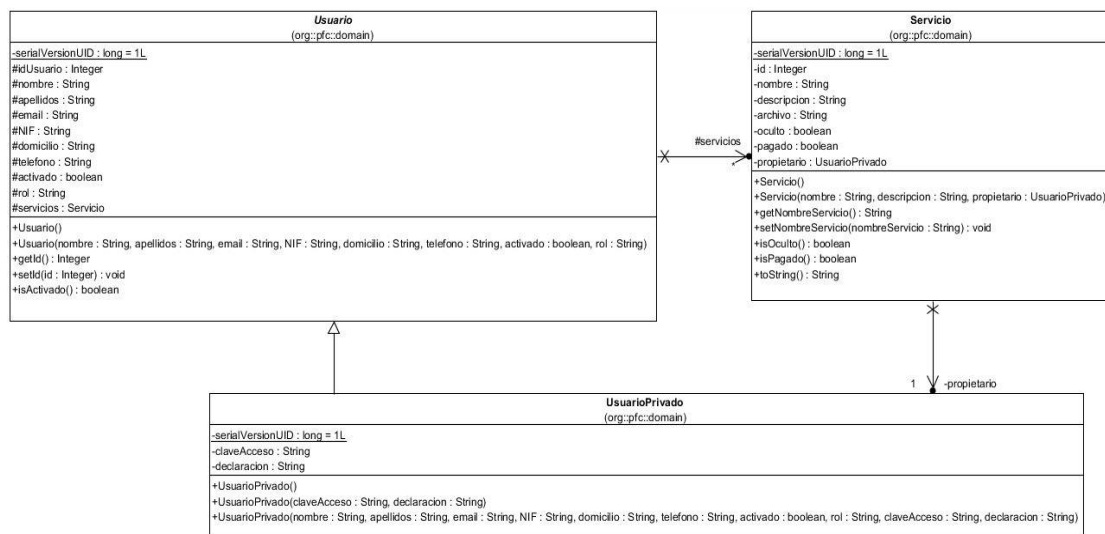 Usuario
(org::pfc::domain)
-serialVersionUID : long = 1L
#idUsuario : Integer
#nombre : String
#apellidos : String
#email : String
#NIF : String
#domicilio : String
#telefono : String
#activado : boolean
#rol : String
#servicios : Servicio
+Usuario()
+Usuario(nombre : String, apellidos : String, email : String, NIF : String, domicilio : String, telefono : String, activado : boolean, rol : String)
+getId() : Integer
+setId(id : Integer) : void
+isActivado() : boolean
#servicios
*
Servicio
(org::pfc::domain)
-serialVersionUID : long = 1L
-id : Integer
-nombre : String
-descripcion : String
-archivo : String
-oculto : boolean
-pagado : boolean
-propietario : UsuarioPrivado
+Servicio()
+Servicio(nombre : String, descripcion : String, propietario : UsuarioPrivado)
+getNombreServicio() : String
+setNombreServicio(nombreServicio : String) : void
+isOculto() : boolean
+isPagado() : boolean
+toString() : String
1 -propietario
UsuarioPrivado
(org::pfc::domain)
-serialVersionUID : long = 1L
-claveAcceso : String
-declaracion : String
+UsuarioPrivado()
+UsuarioPrivado(claveAcceso : String, declaracion : String)
+UsuarioPrivado(nombre : String, apellidos : String, email : String, NIF : String, domicilio : String, telefono : String, activado : boolean, rol : String, claveAcceso : String, declaracion : String)